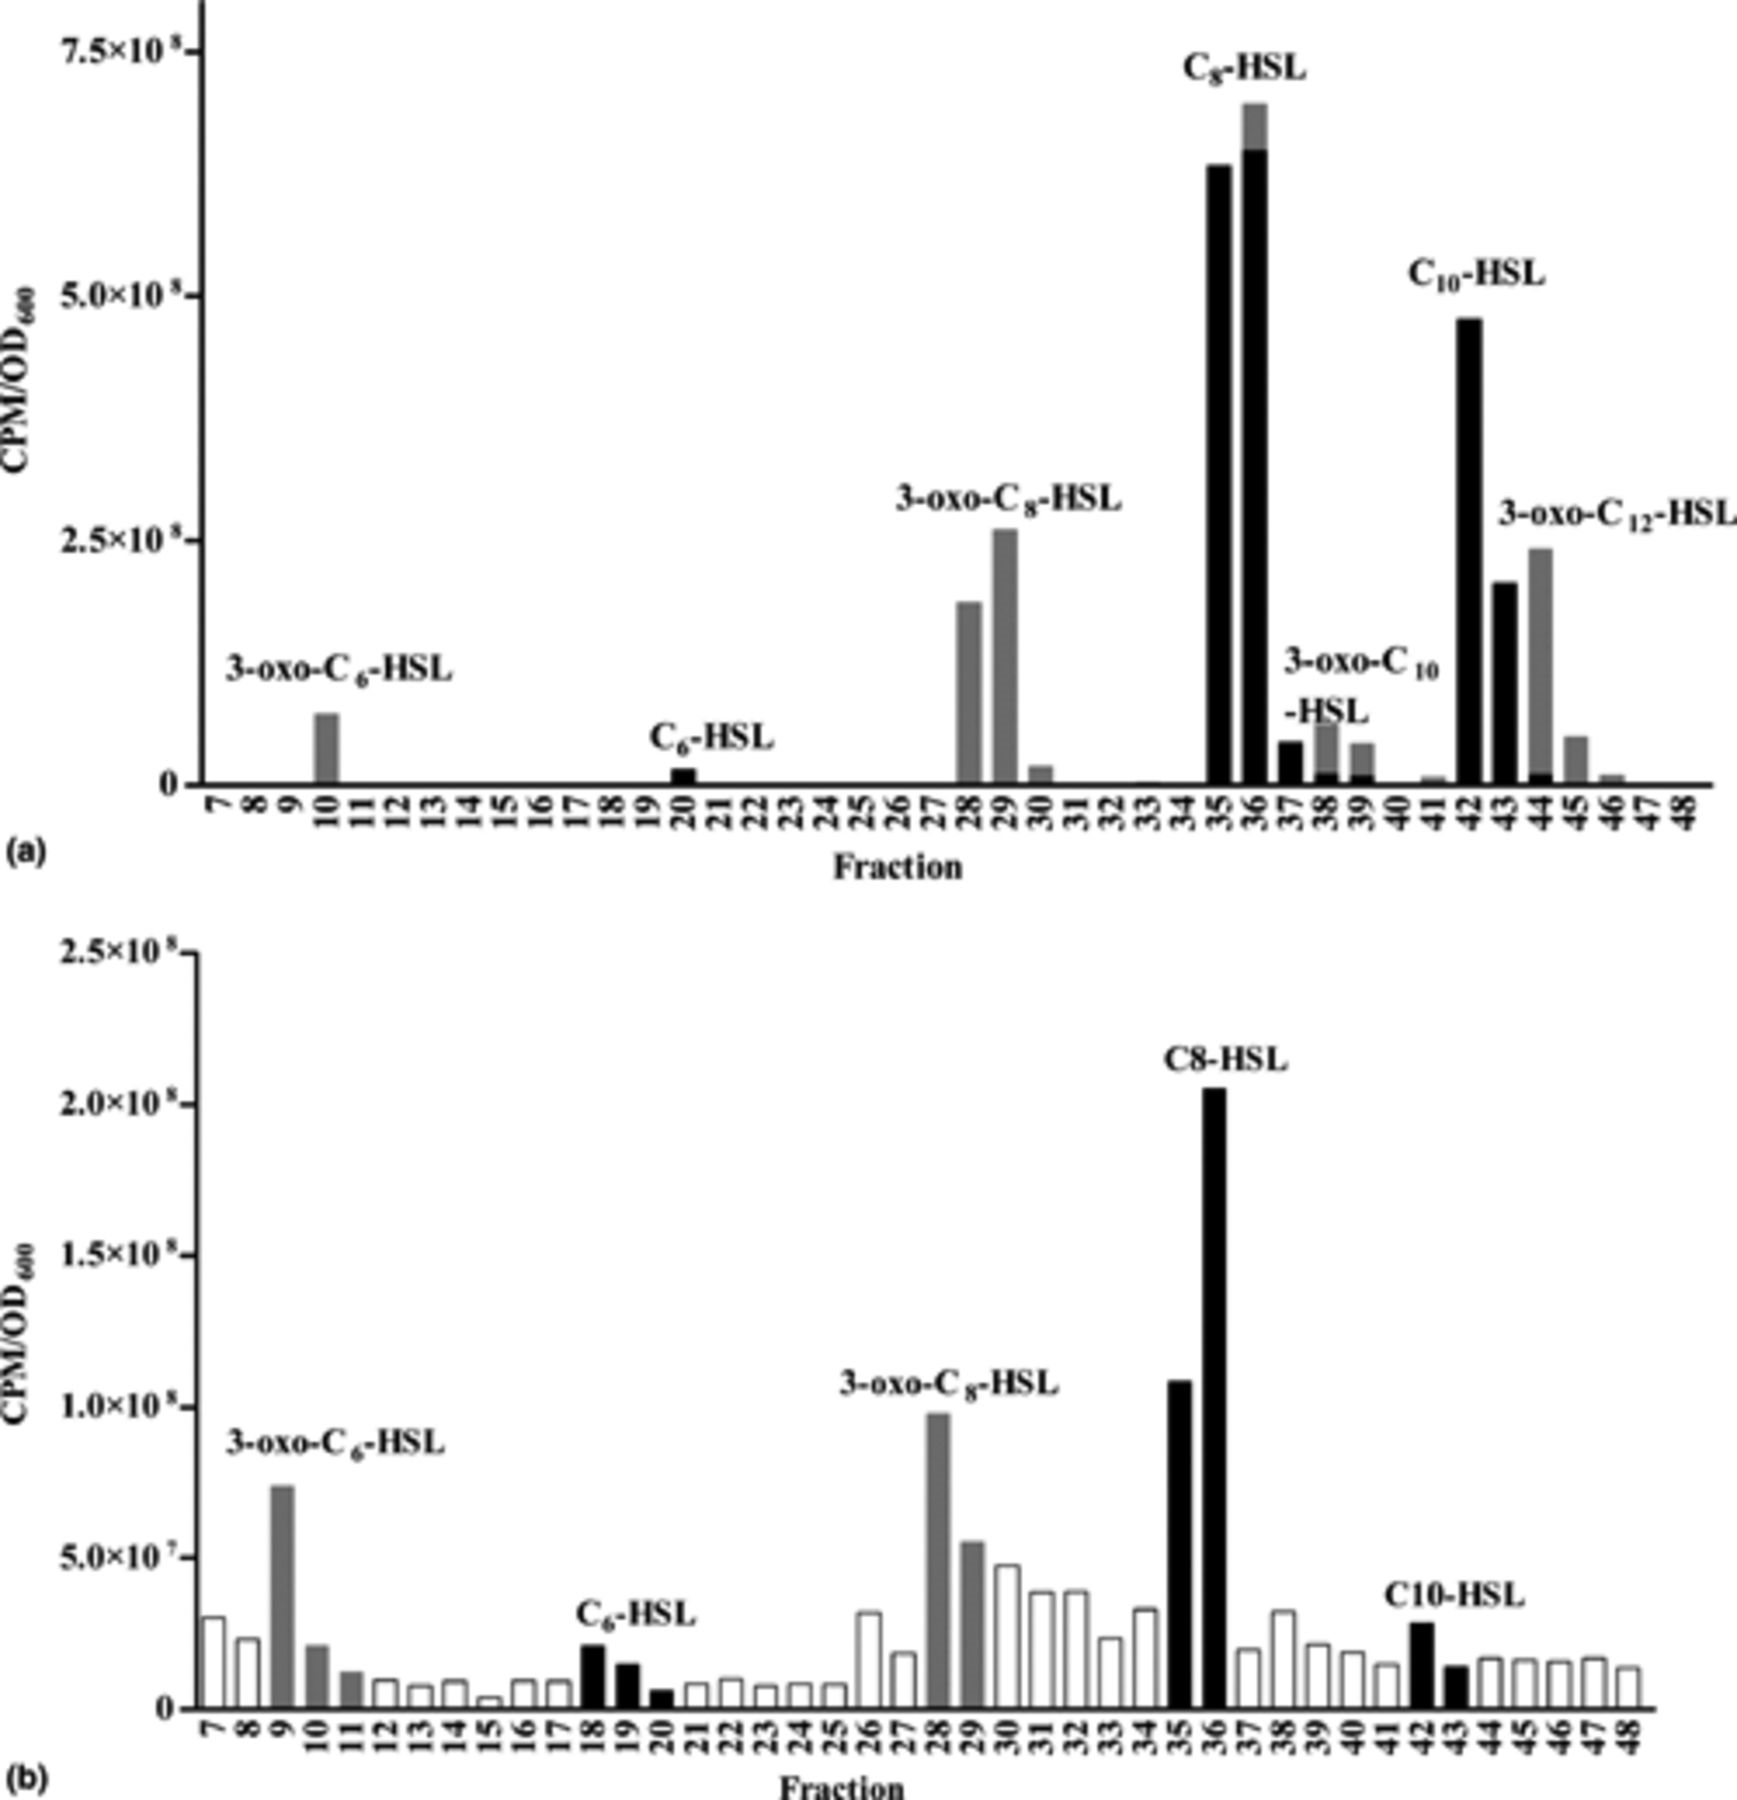 7.5×10⁸
C₈-HSL
5.0×10⁸
C₁₀-HSL
CPM/OD₆₀₀
3-oxo-C₈-HSL
3-oxo-C₁₂-HSL
2.5×10⁸
3-oxo-C₆-HSL
3-oxo-C₁₀
-HSL
C₆-HSL
0
7 8 9 10 11 12 13 14 15 16 17 18 19 20 21 22 23 24 25 26 27 28 29 30 31 32 33 34 35 36 37 38 39 40 41 42 43 44 45 46 47 48
(a)
Fraction
2.5×10⁸
C8-HSL
2.0×10⁸
1.5×10⁸
CPM/OD₆₀₀
3-oxo-C₈-HSL
1.0×10⁸
3-oxo-C₆-HSL
5.0×10⁷
C₆-HSL
C10-HSL
0
7 8 9 10 11 12 13 14 15 16 17 18 19 20 21 22 23 24 25 26 27 28 29 30 31 32 33 34 35 36 37 38 39 40 41 42 43 44 45 46 47 48
(b)
Fraction